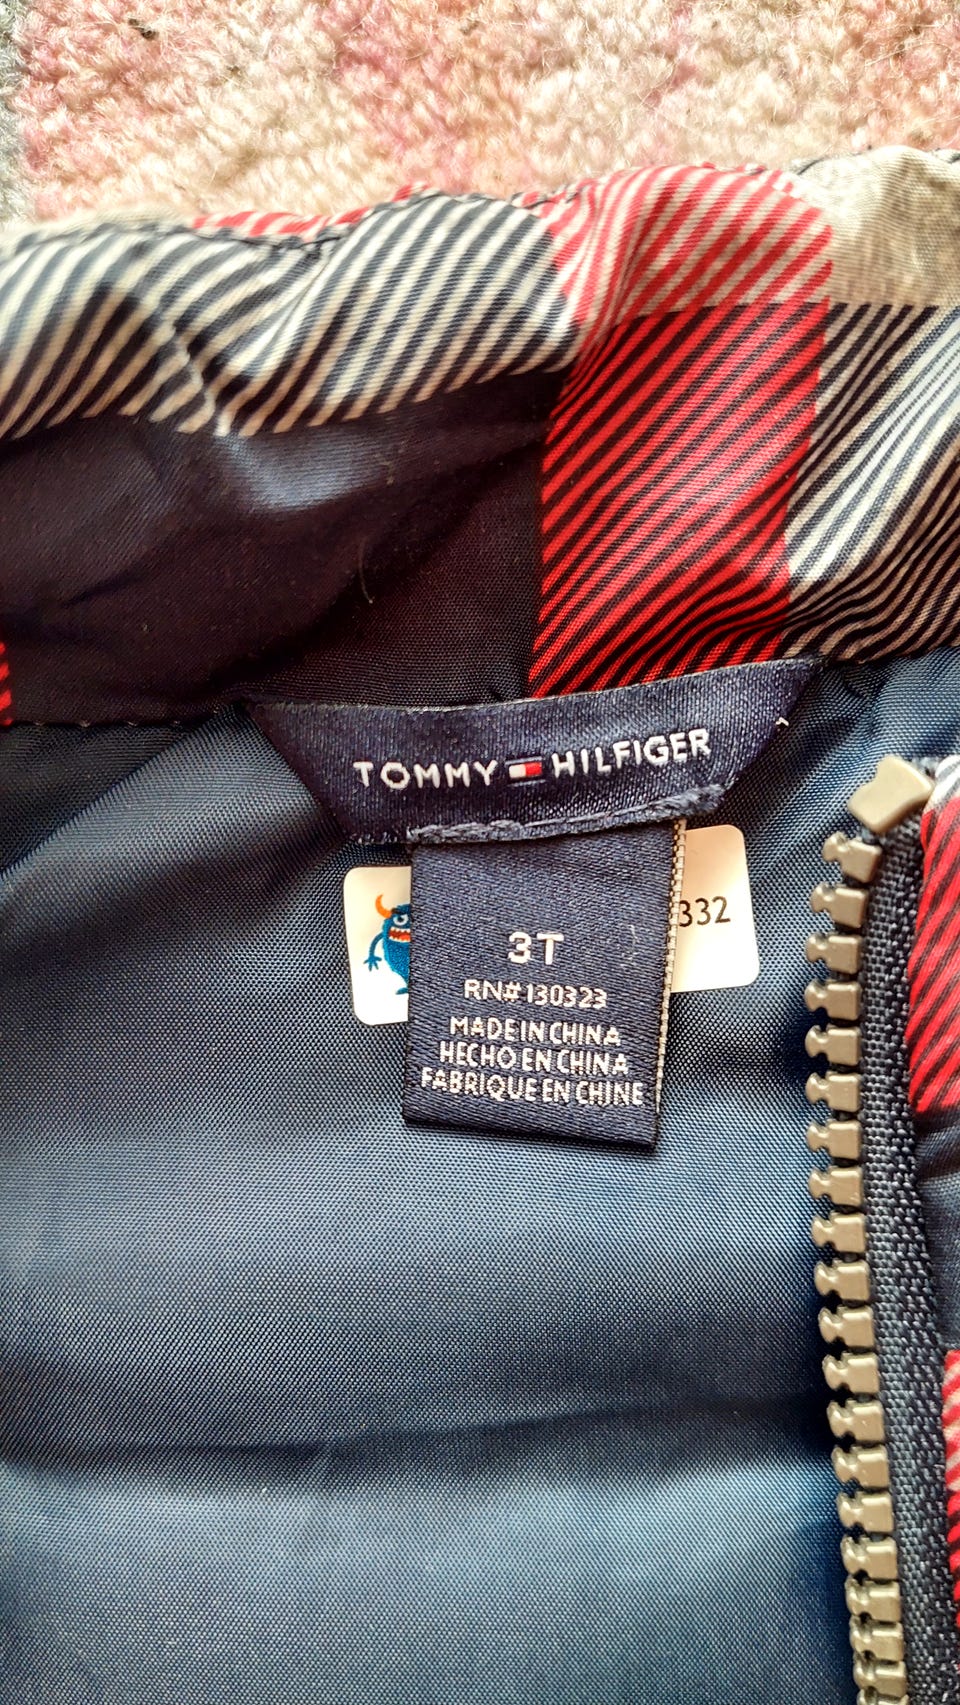 TOMMY HILFIGER
332
3T
RN#130323
MADE IN CHINA
HECHO EN CHINA
FABRIQUE EN CHINE